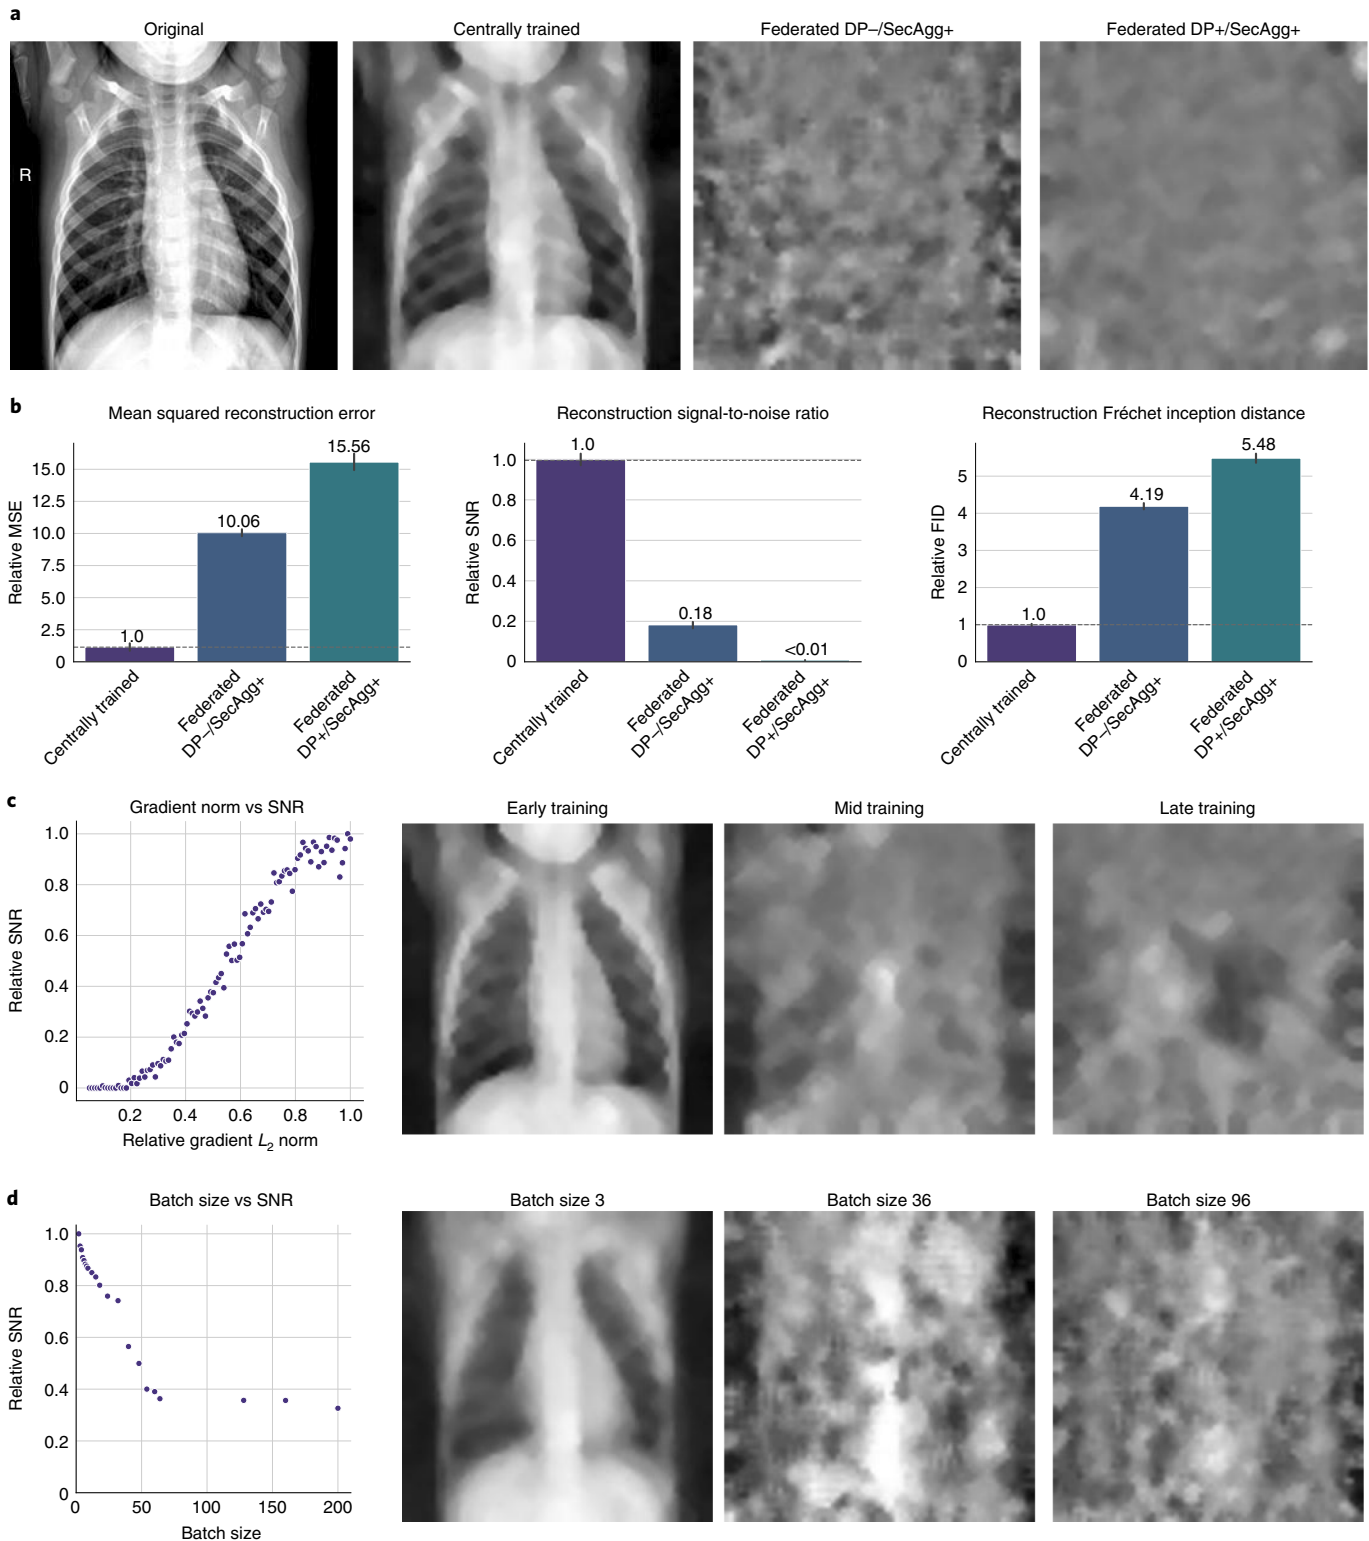 a
Original
Centrally trained
Federated DP–/SecAgg+
Federated DP+/SecAgg+
R
b
Mean squared reconstruction error
Relative MSE
15.0
12.5
10.0
7.5
5.0
2.5
0
1.0
10.06
15.56
Centrally trained
Federated
DP–/SecAgg+
Federated
DP+/SecAgg+
Reconstruction signal-to-noise ratio
Relative SNR
1.0
0.8
0.6
0.4
0.2
0
1.0
0.18
<0.01
Centrally trained
Federated
DP–/SecAgg+
Federated
DP+/SecAgg+
Reconstruction Fréchet inception distance
Relative FID
5
4
3
2
1
0
1.0
4.19
5.48
Centrally trained
Federated
DP–/SecAgg+
Federated
DP+/SecAgg+
c
Gradient norm vs SNR
Relative SNR
1.0
0.8
0.6
0.4
0.2
0
0.2 0.4 0.6 0.8 1.0
Relative gradient L2 norm
Early training
Mid training
Late training
d
Batch size vs SNR
Relative SNR
1.0
0.8
0.6
0.4
0.2
0
0 50 100 150 200
Batch size
Batch size 3
Batch size 36
Batch size 96